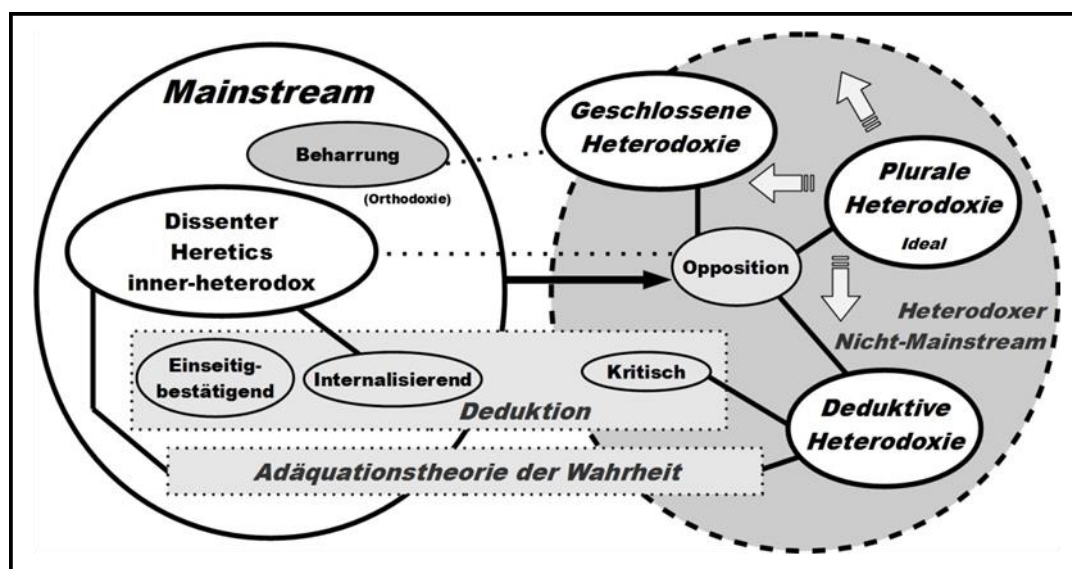 Mainstream
Beharrung
(Orthodoxie)
Dissenter
Heretics
inner-heterodox
Einseitig-
bestätigend
Internalisierend
Kritisch
Deduktion
Adäquationstheorie der Wahrheit
Geschlossene
Heterodoxie
Plurale
Heterodoxie
Ideal
Opposition
Heterodoxer
Nicht-Mainstream
Deduktive
Heterodoxie